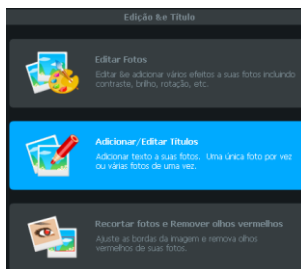 Edição &e Título
Editar Fotos
Editar &e adicionar vários efeitos a suas fotos incluindo
contraste, brilho, rotação, etc.
Adicionar/Editar Títulos
Adicionar texto a suas fotos. Uma única foto por vez
ou várias fotos de uma vez.
Recortar fotos e Remover olhos vermelhos
Ajuste as bordas da imagem e remova olhos
vermelhos de suas fotos.